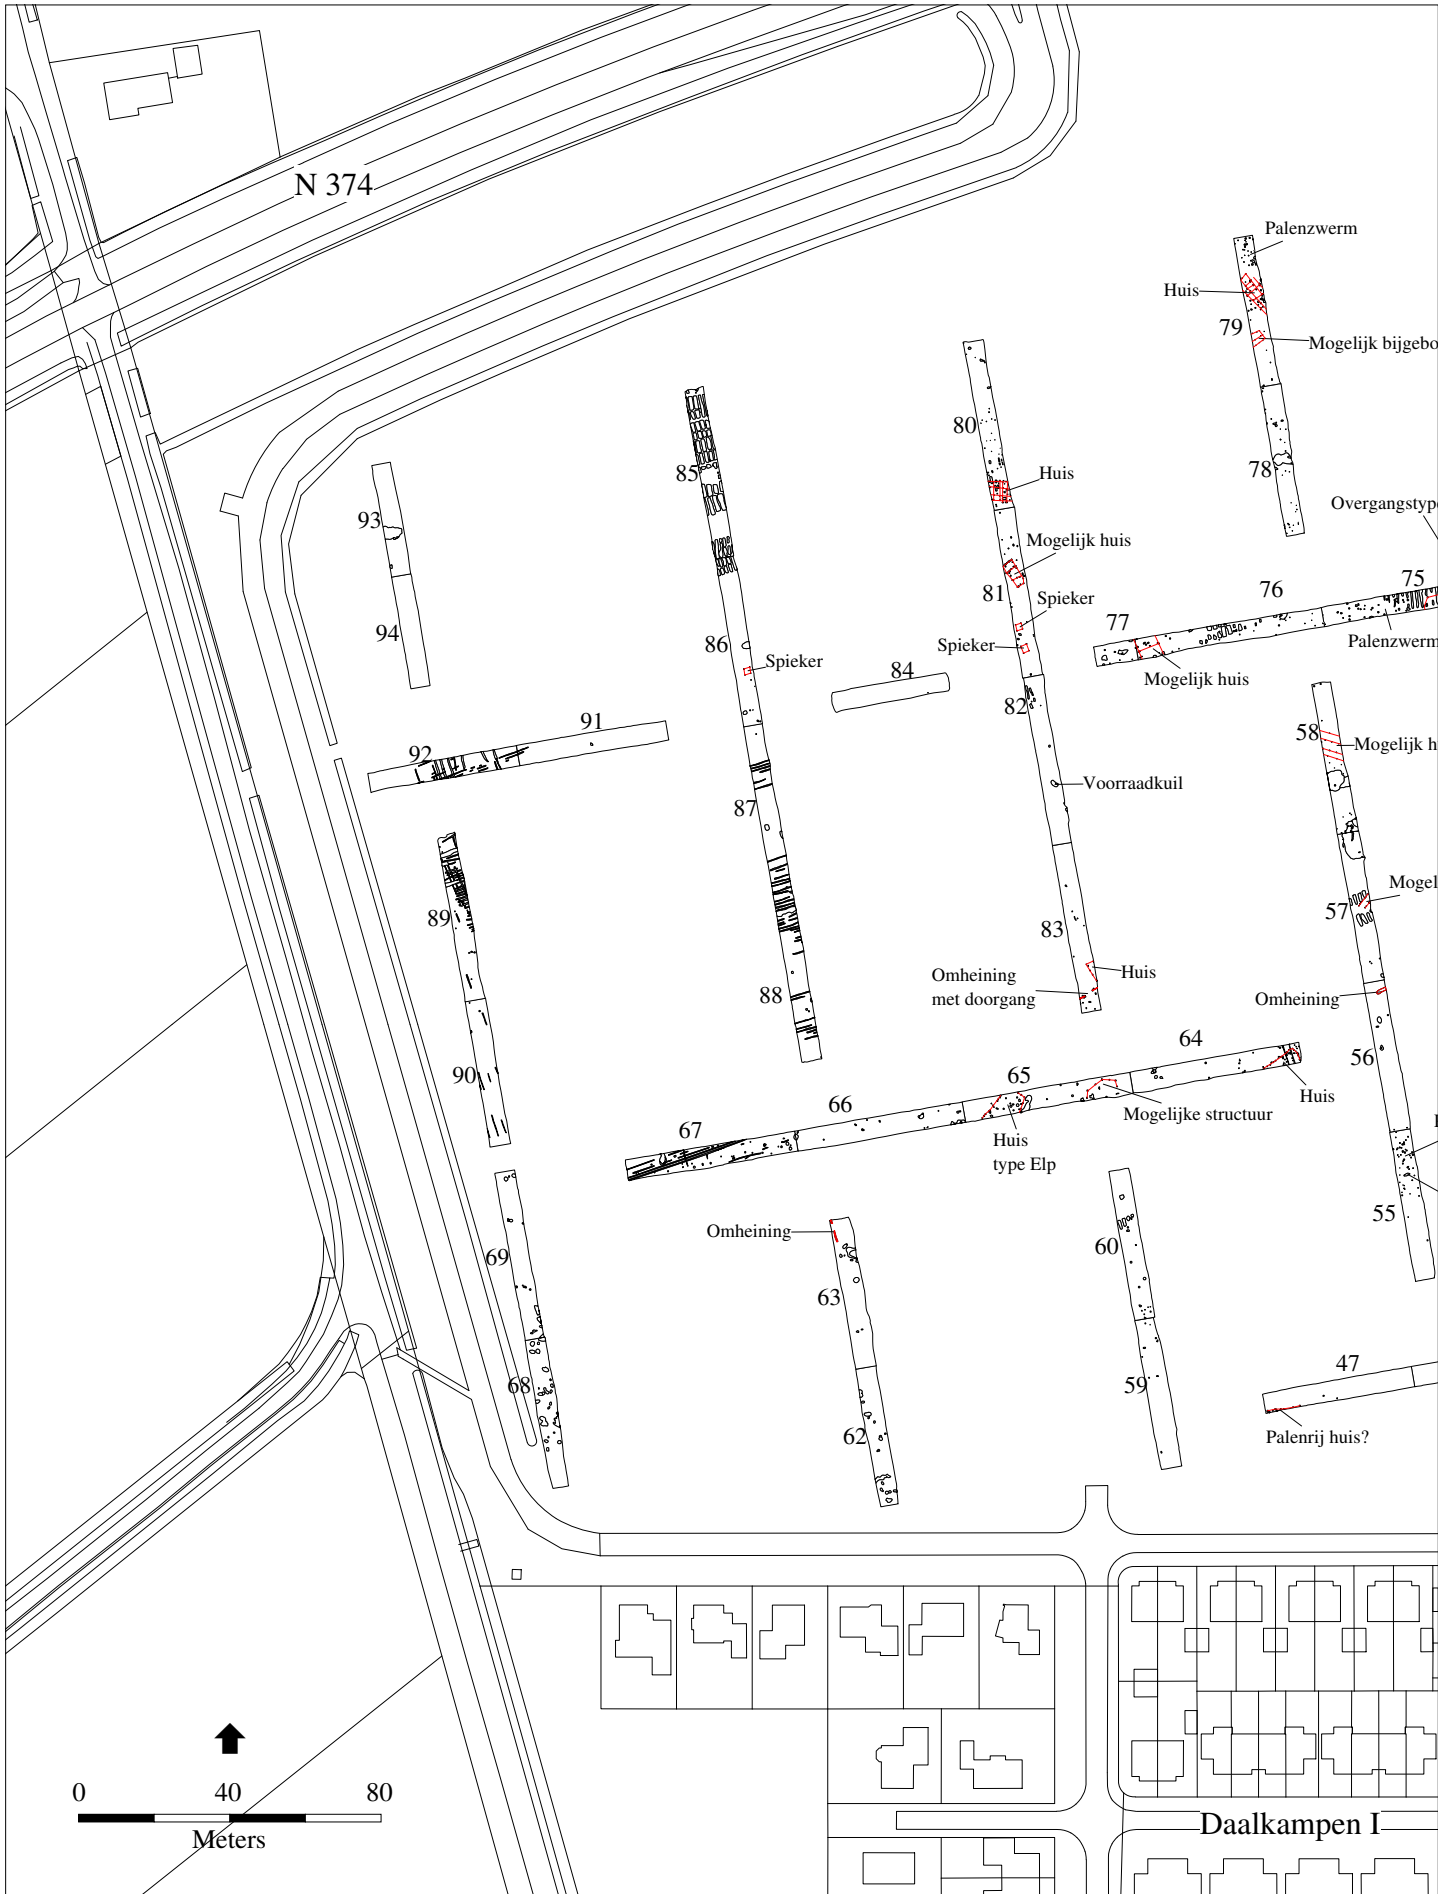 N 374
Palenzwerm
Huis
79
Mogelijk bijgebo
80
78
85
Huis
93
Overgangstype
Mogelijk huis
81
Spieker
76
75
77
94
86
Spieker
Spieker
84
Palenzwerm
Mogelijk huis
82
91
92
58
Mogelijk h
87
Voorraadkuil
89
57
Mogel
83
Omheining
met doorgang
Huis
88
Omheining
90
64
56
65
66
Huis
Mogelijke structuur
67
Huis
type Elp
55
Omheining
60
69
63
47
68
59
62
Palenrij huis?
0 40 80
Meters
Daalkampen I